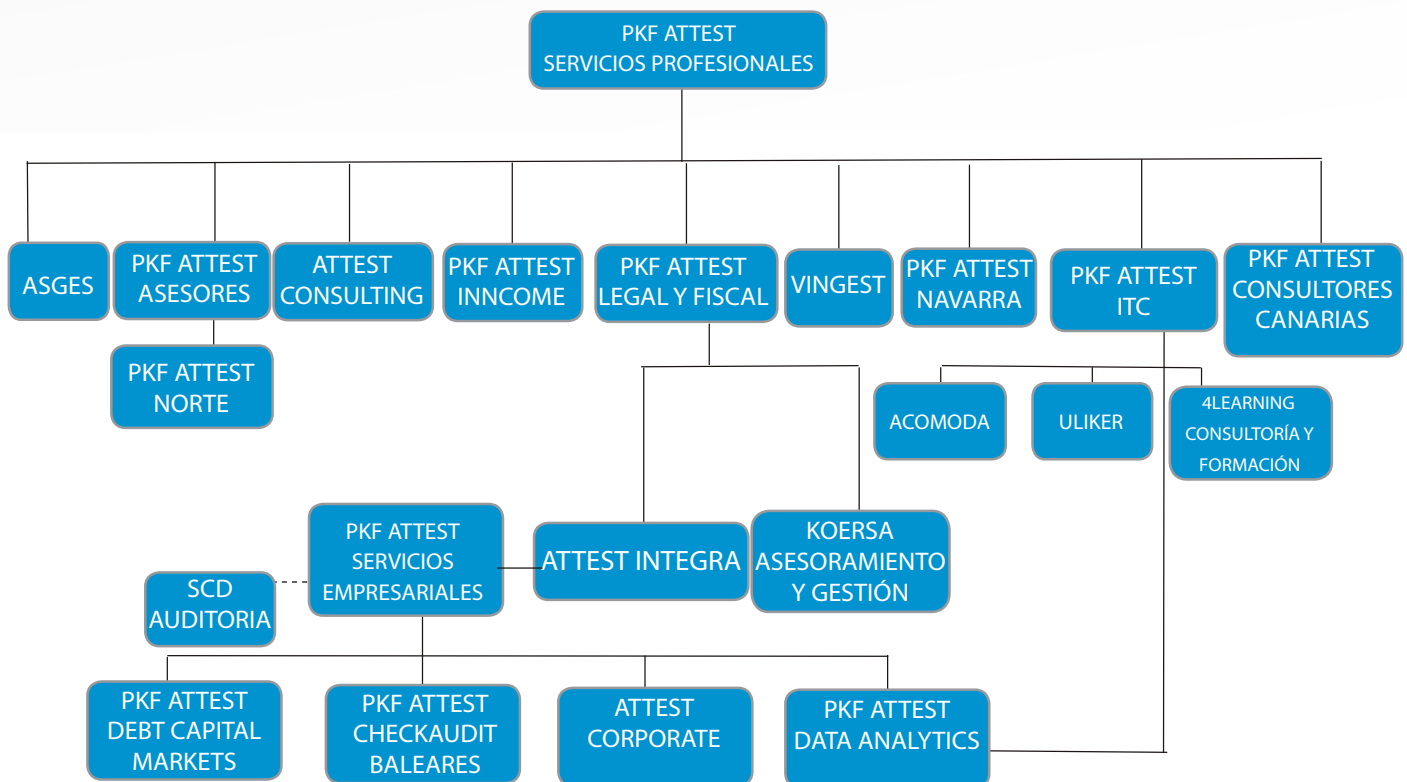 PKF ATTEST
SERVICIOS PROFESIONALES
ASGES
PKF ATTEST
ASESORES
ATTEST
CONSULTING
PKF ATTEST
INNCOME
PKF ATTEST
LEGAL Y FISCAL
VINGEST
PKF ATTEST
NAVARRA
PKF ATTEST
ITC
PKF ATTEST
CONSULTORES
CANARIAS
PKF ATTEST
NORTE
ACOMODA
ULIKER
4LEARNING
CONSULTORÍA Y
FORMACIÓN
SCD
AUDITORIA
PKF ATTEST
SERVICIOS
EMPRESARIALES
ATTEST INTEGRA
KOERSA
ASESORAMIENTO
Y GESTIÓN
PKF ATTEST
DEBT CAPITAL
MARKETS
PKF ATTEST
CHECKAUDIT
BALEARES
ATTEST
CORPORATE
PKF ATTEST
DATA ANALYTICS